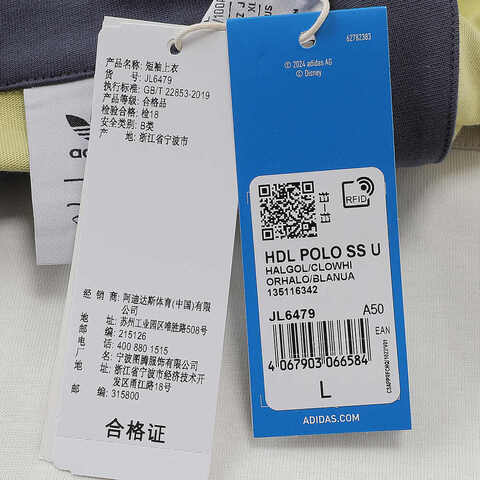 产品名称: 短袖上衣
货 号: JL6479
执行标准: GB/T 22853-2019
产品等级: 合格品
检验合格: 检18
安全类别: B类
产 地: 浙江省宁波市
经 销 商: 阿迪达斯体育(中国)有限
公司
地 址: 苏州工业园区唯胜路508号
邮 编: 215126
电 话: 400 880 1515
制 造 商: 宁波图腾服饰有限公司
地 址: 浙江省宁波市经济技术开
发区甬江路18号
邮 编: 315800
合格证
62782383
© 2024 adidas AG
© Disney
RFID
HDL POLO SS U
HALGOL/CLOWHI
ORHALO/BLANUA
135116342
JL6479 A50
EAN
4 067903 066584
L
ADIDAS.COM